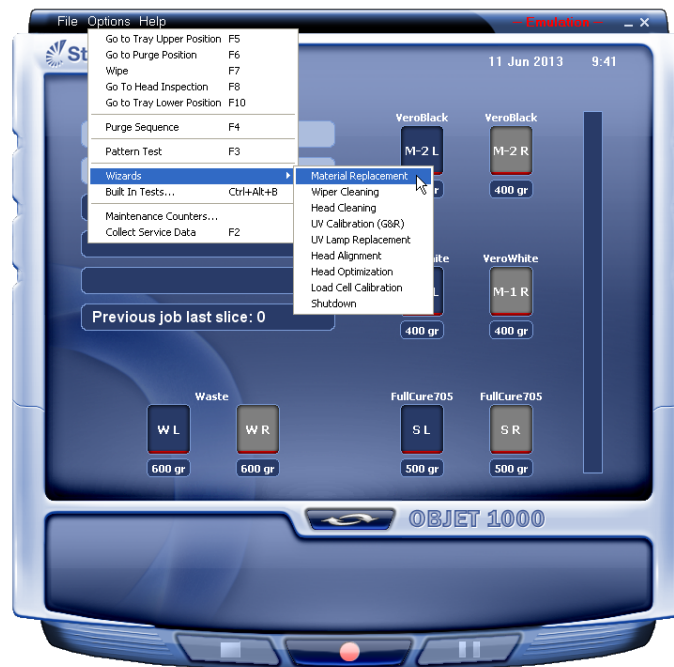 File Options Help
— Emulation —
St
11 Jun 2013 9:41
Go to Tray Upper Position F5
Go to Purge Position F6
Wipe F7
Go To Head Inspection F8
Go to Tray Lower Position F10
Purge Sequence F4
Pattern Test F3
Wizards
Built In Tests... Ctrl+Alt+B
Maintenance Counters...
Collect Service Data F2
Material Replacement
Wiper Cleaning
Head Cleaning
UV Calibration (G&R)
UV Lamp Replacement
Head Alignment
Head Optimization
Load Cell Calibration
Shutdown
VeroBlack VeroBlack
M-2 L M-2 R
r 400 gr
ite VeroWhite
L M-1 R
400 gr 400 gr
Previous job last slice: 0
Waste FullCure705 FullCure705
W L W R S L S R
600 gr 600 gr 500 gr 500 gr
OBJET 1000